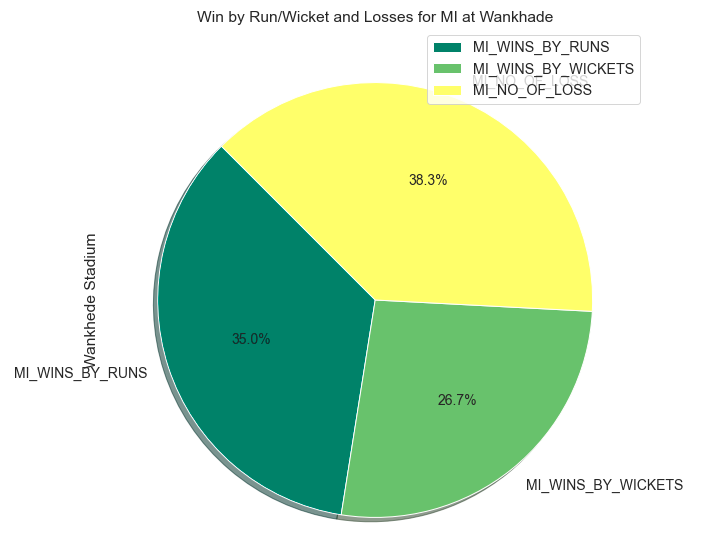 Win by Run/Wicket and Losses for MI at Wankhade
MI_WINS_BY_RUNS
MI_WINS_BY_WICKETS
MI_NO_OF_LOSS
MI_NO_OF_LOSS
38.3%
Wankhede Stadium
35.0%
MI_WINS_BY_RUNS
26.7%
MI_WINS_BY_WICKETS